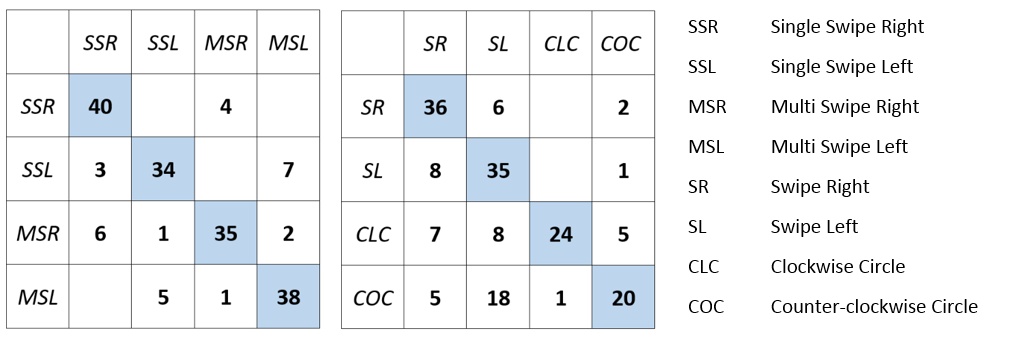 SSR SSL MSR MSL
SSR 40 4
SSL 3 34 7
MSR 6 1 35 2
MSL 5 1 38
SR SL CLC COC
SR 36 6 2
SL 8 35 1
CLC 7 8 24 5
COC 5 18 1 20
SSR Single Swipe Right
SSL Single Swipe Left
MSR Multi Swipe Right
MSL Multi Swipe Left
SR Swipe Right
SL Swipe Left
CLC Clockwise Circle
COC Counter-clockwise Circle